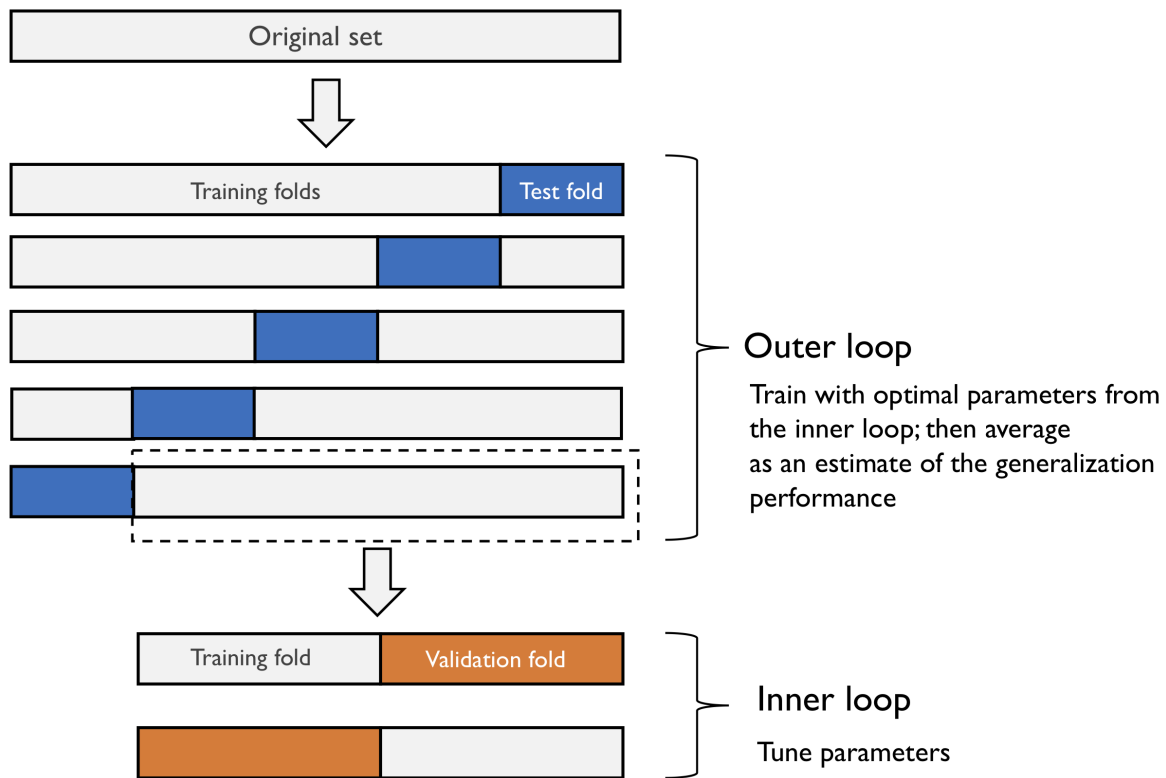 Original set
Training folds
Test fold
Outer loop
Train with optimal parameters from
the inner loop; then average
as an estimate of the generalization
performance
Training fold
Validation fold
Inner loop
Tune parameters